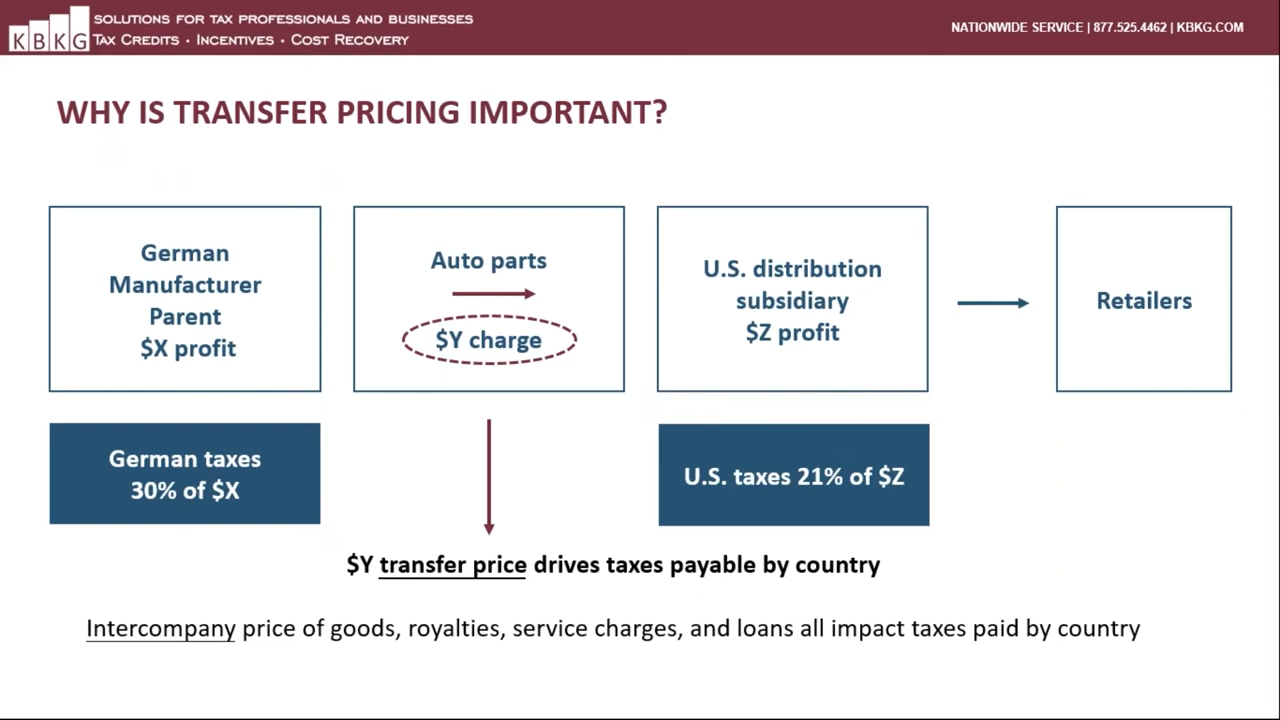 KBKG
SOLUTIONS FOR TAX PROFESSIONALS AND BUSINESSES
TAX CREDITS · INCENTIVES · COST RECOVERY
NATIONWIDE SERVICE | 877.525.4462 | KBKG.COM
WHY IS TRANSFER PRICING IMPORTANT?
German
Manufacturer
Parent
$X profit
Auto parts
$Y charge
U.S. distribution
subsidiary
$Z profit
Retailers
German taxes
30% of $X
U.S. taxes 21% of $Z
$Y transfer price drives taxes payable by country
Intercompany price of goods, royalties, service charges, and loans all impact taxes paid by country